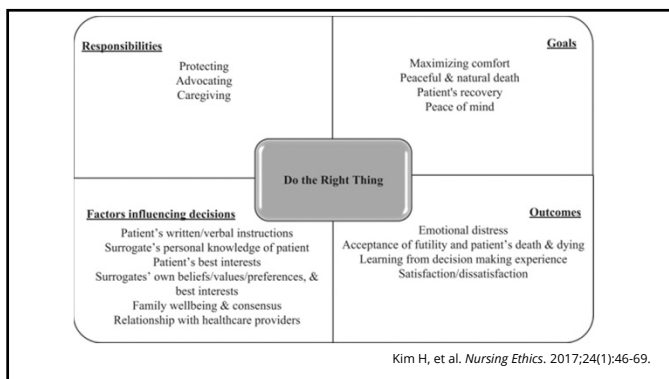 Responsibilities
Protecting
Advocating
Caregiving
Goals
Maximizing comfort
Peaceful & natural death
Patient's recovery
Peace of mind
Do the Right Thing
Factors influencing decisions
Patient's written/verbal instructions
Surrogate's personal knowledge of patient
Patient's best interests
Surrogates' own beliefs/values/preferences, &
best interests
Family wellbeing & consensus
Relationship with healthcare providers
Outcomes
Emotional distress
Acceptance of futility and patient's death & dying
Learning from decision making experience
Satisfaction/dissatisfaction
Kim H, et al. Nursing Ethics. 2017;24(1):46-69.